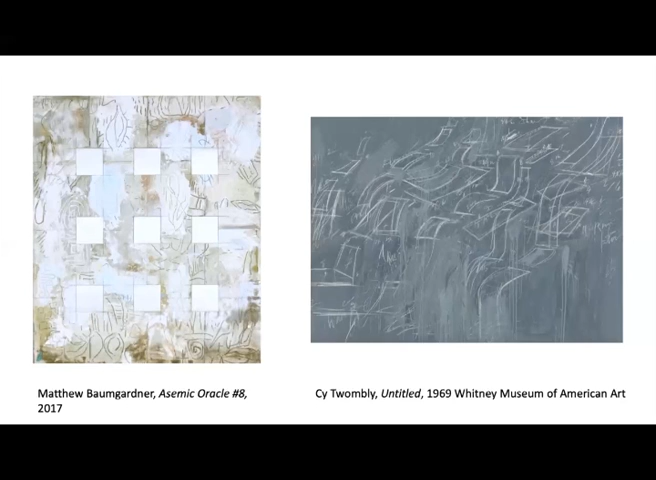 Matthew Baumgardner, Asemic Oracle #8,
2017
Cy Twombly, Untitled, 1969 Whitney Museum of American Art